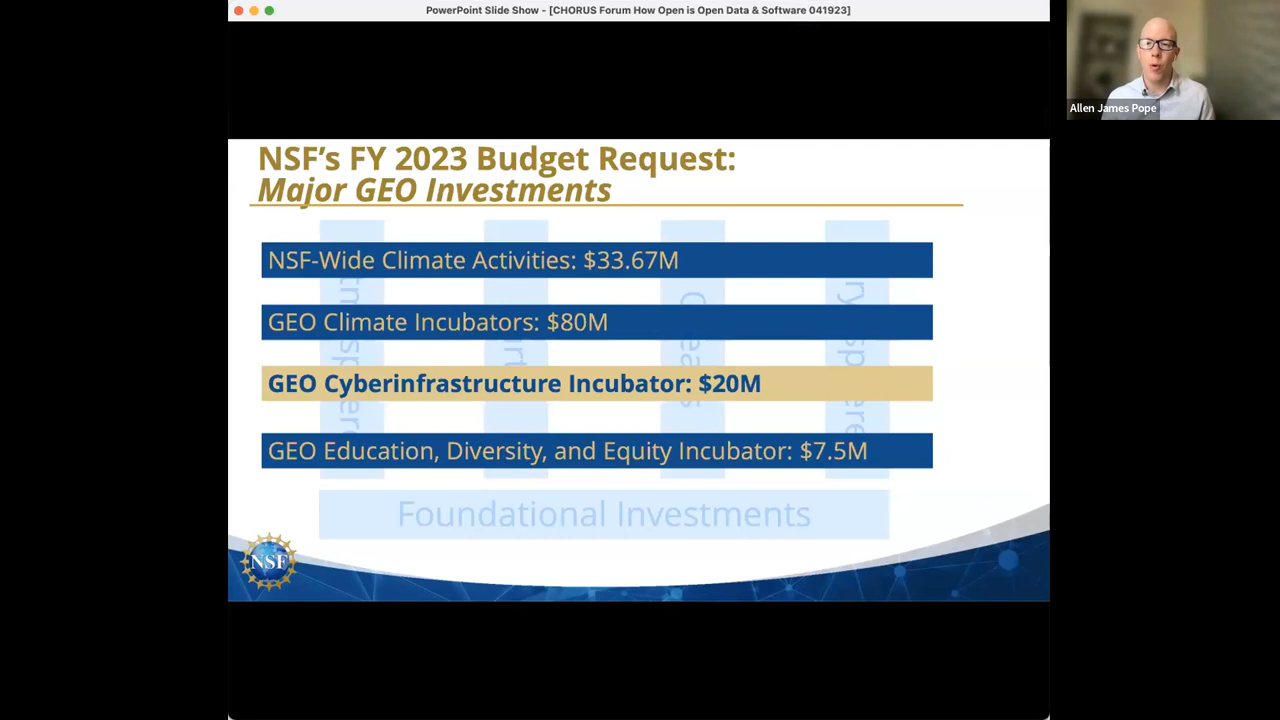 PowerPoint Slide Show - [CHORUS Forum How Open is Open Data & Software 041923]
Allen James Pope
NSF's FY 2023 Budget Request:
Major GEO Investments
NSF-Wide Climate Activities: $33.67M
GEO Climate Incubators: $80M
GEO Cyberinfrastructure Incubator: $20M
GEO Education, Diversity, and Equity Incubator: $7.5M
Foundational Investments
NSF